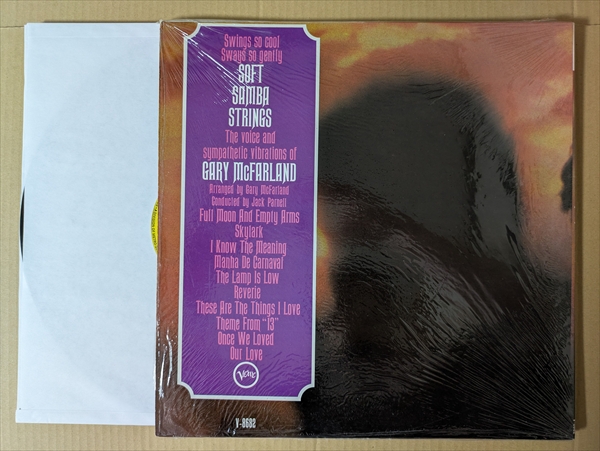 Swings so cool
Sways so gently
SOFT
SAMBA
STRINGS
The voice and
sympathetic vibrations of
GARY McFARLAND
Arranged by Gary McFarland
Conducted by Jack Parnell
Full Moon And Empty Arms
Skylark
I Know The Meaning
Manha De Carnaval
The Lamp Is Low
Reverie
These Are The Things I Love
Theme From "13"
Once We Loved
Our Love
Verve
V-8682